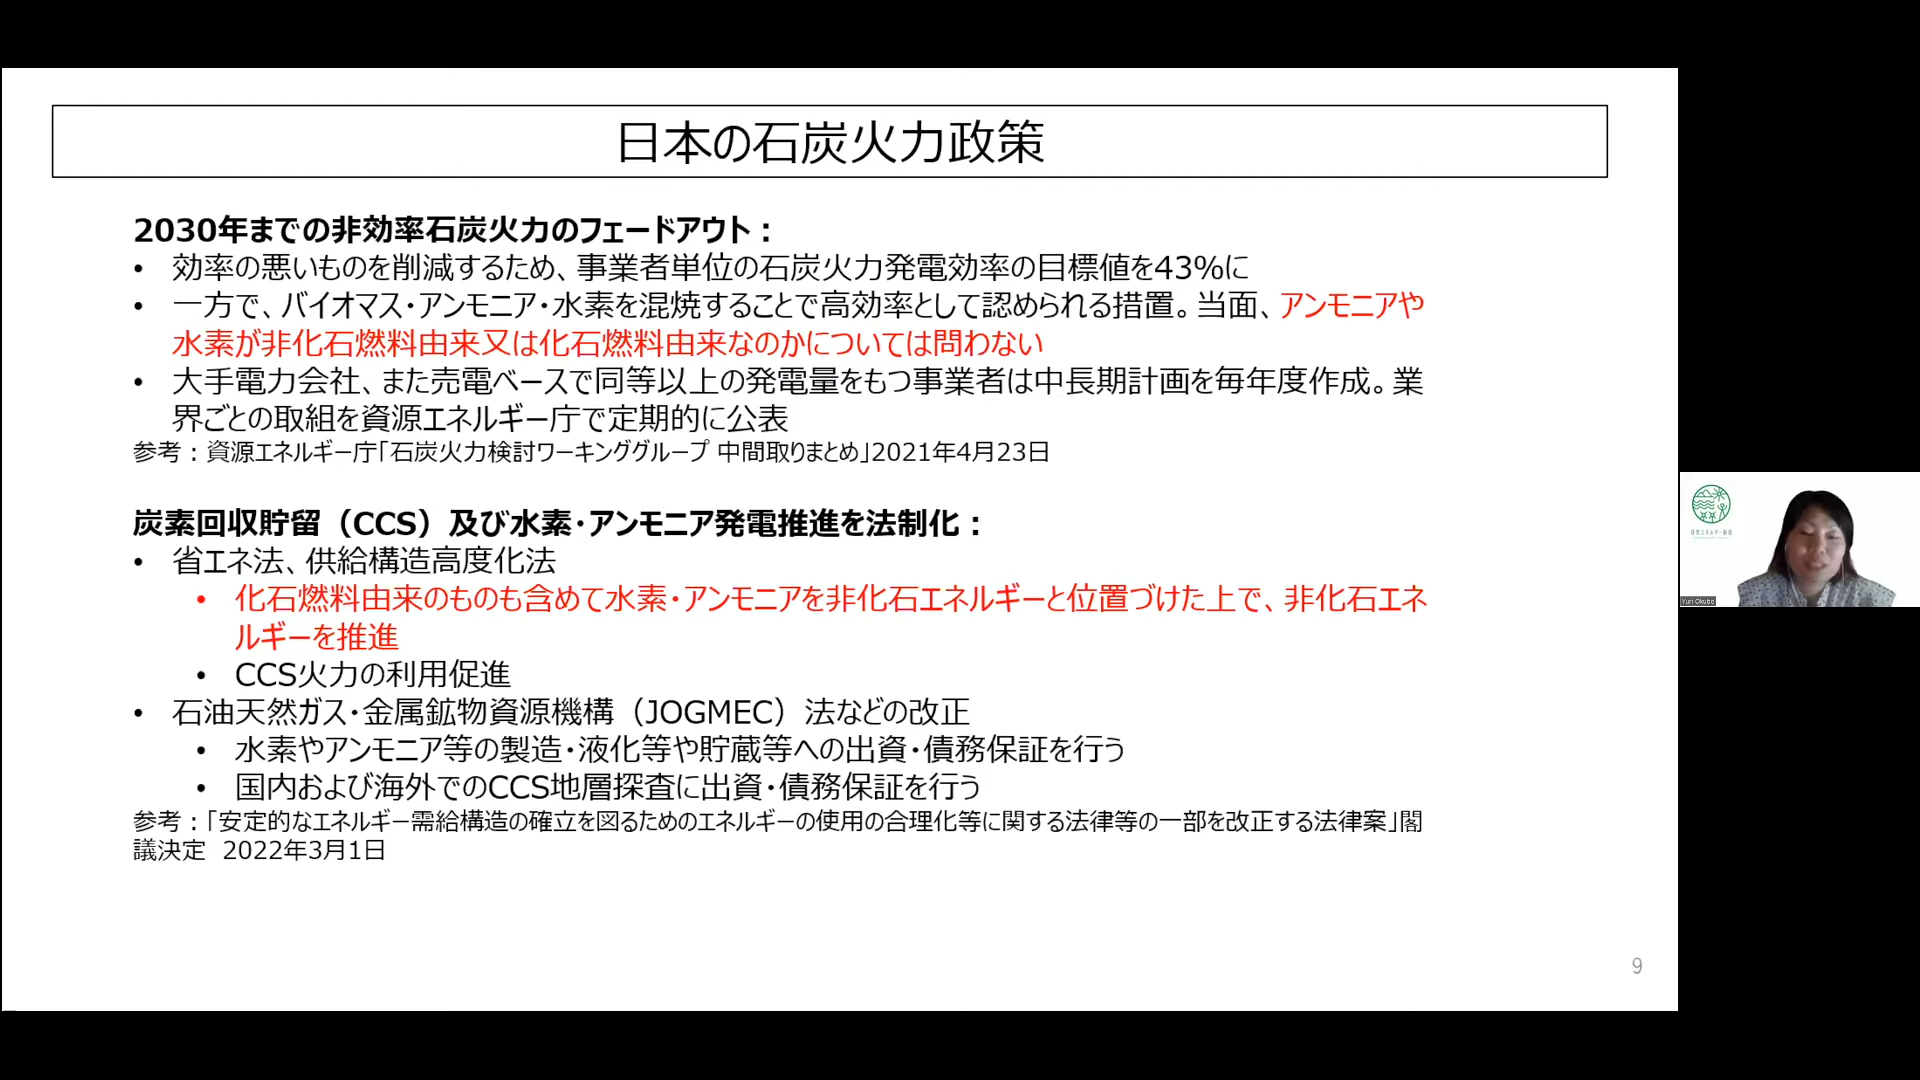 日本の石炭火力政策
2030年までの非効率石炭火力のフェードアウト：
• 効率の悪いものを削減するため、事業者単位の石炭火力発電効率の目標値を43%に
• 一方で、バイオマス・アンモニア・水素を混焼することで高効率として認められる措置。当面、アンモニアや
水素が非化石燃料由来又は化石燃料由来なのかについては問わない
• 大手電力会社、また売電ベースで同等以上の発電量をもつ事業者は中長期計画を毎年度作成。業
界ごとの取組を資源エネルギー庁で定期的に公表
参考：資源エネルギー庁「石炭火力検討ワーキンググループ 中間取りまとめ」2021年4月23日
炭素回収貯留（CCS）及び水素・アンモニア発電推進を法制化：
• 省エネ法、供給構造高度化法
• 化石燃料由来のものも含めて水素・アンモニアを非化石エネルギーと位置づけた上で、非化石エネ
ルギーを推進
• CCS火力の利用促進
• 石油天然ガス・金属鉱物資源機構（JOGMEC）法などの改正
• 水素やアンモニア等の製造・液化等や貯蔵等への出資・債務保証を行う
• 国内および海外でのCCS地層探査に出資・債務保証を行う
参考：「安定的なエネルギー需給構造の確立を図るためのエネルギーの使用の合理化等に関する法律等の一部を改正する法律案」閣
議決定 2022年3月1日
9
Yuri Okubo